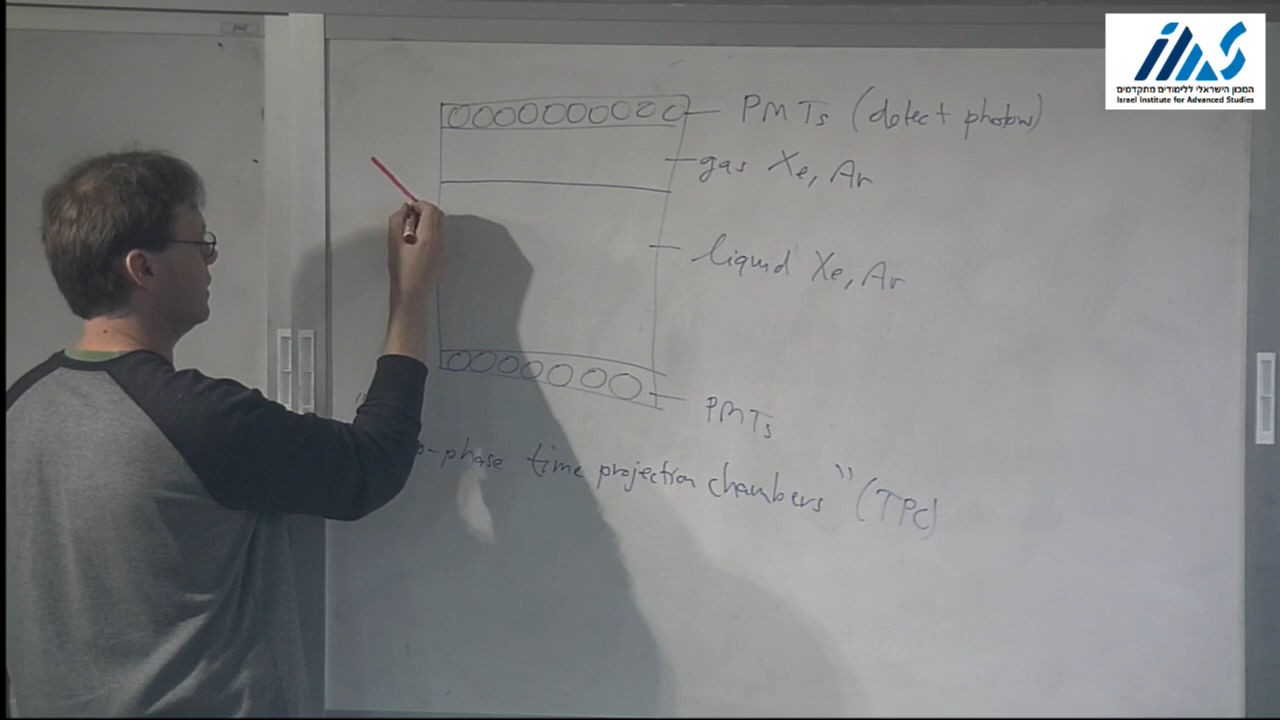 המכון הישראלי ללימודים מתקדמים
Israel Institute for Advanced Studies
PMTs (detect photons)
gas Xe, Ar
liquid Xe, Ar
PMTs
-phase time projection chambers" (TPC)